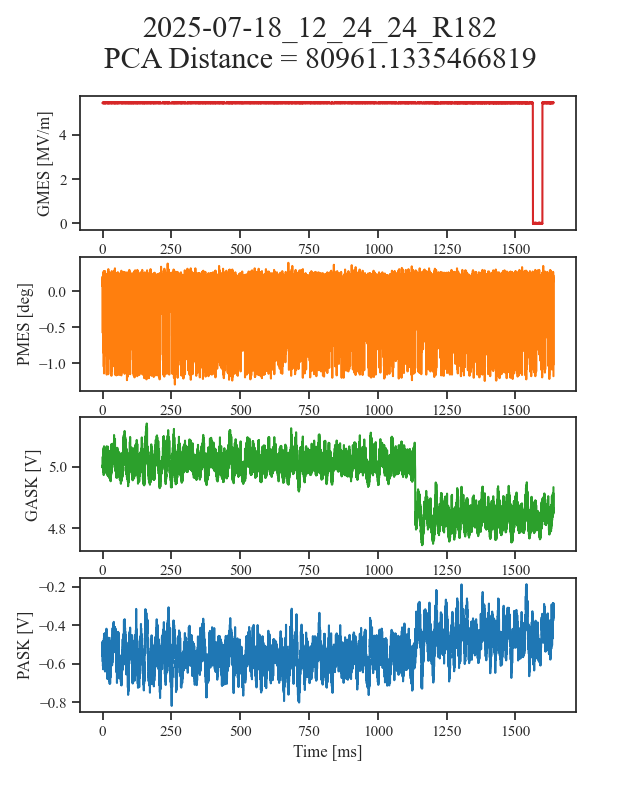 2025-07-18_12_24_24_R182
PCA Distance = 80961.1335466819
GMES [MV/m]
4
2
0
0 250 500 750 1000 1250 1500
PMES [deg]
0.0
−0.5
−1.0
0 250 500 750 1000 1250 1500
GASK [V]
5.0
4.8
0 250 500 750 1000 1250 1500
PASK [V]
−0.2
−0.4
−0.6
−0.8
0 250 500 750 1000 1250 1500
Time [ms]